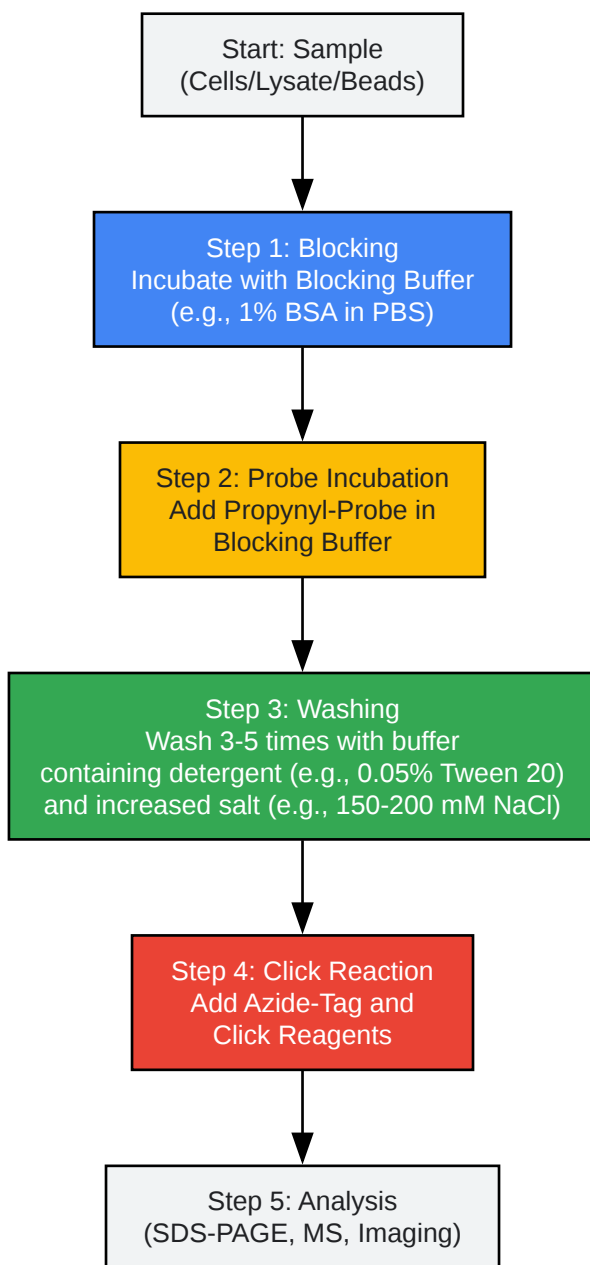 Start: Sample
(Cells/Lysate/Beads)
Step 1: Blocking
Incubate with Blocking Buffer
(e.g., 1% BSA in PBS)
Step 2: Probe Incubation
Add Propynyl-Probe in
Blocking Buffer
Step 3: Washing
Wash 3-5 times with buffer
containing detergent (e.g., 0.05% Tween 20)
and increased salt (e.g., 150-200 mM NaCl)
Step 4: Click Reaction
Add Azide-Tag and
Click Reagents
Step 5: Analysis
(SDS-PAGE, MS, Imaging)